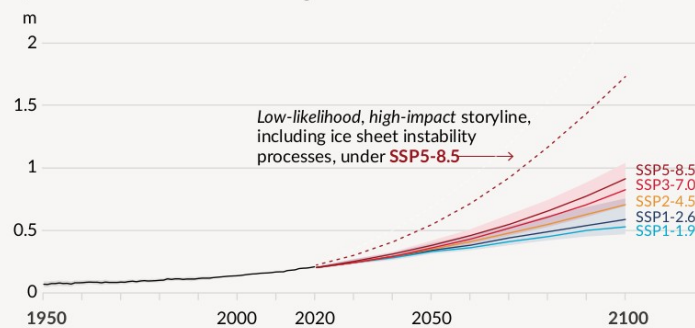 m
2
1.5
Low-likelihood, high-impact storyline,
including ice sheet instability
processes, under SSP5-8.5
1
SSP5-8.5
SSP3-7.0
SSP2-4.5
0.5
SSP1-2.6
SSP1-1.9
0
1950
2000
2020
2050
2100